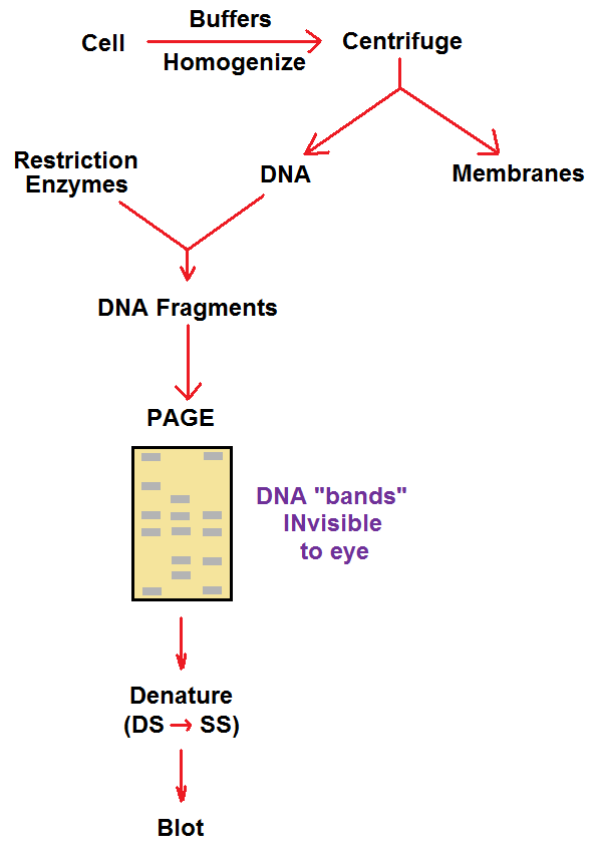 Buffers
Cell
Centrifuge
Homogenize
Restriction
Enzymes
DNA
Membranes
DNA Fragments
PAGE
DNA "bands"
INvisible
to eye
Denature
(DS → SS)
Blot